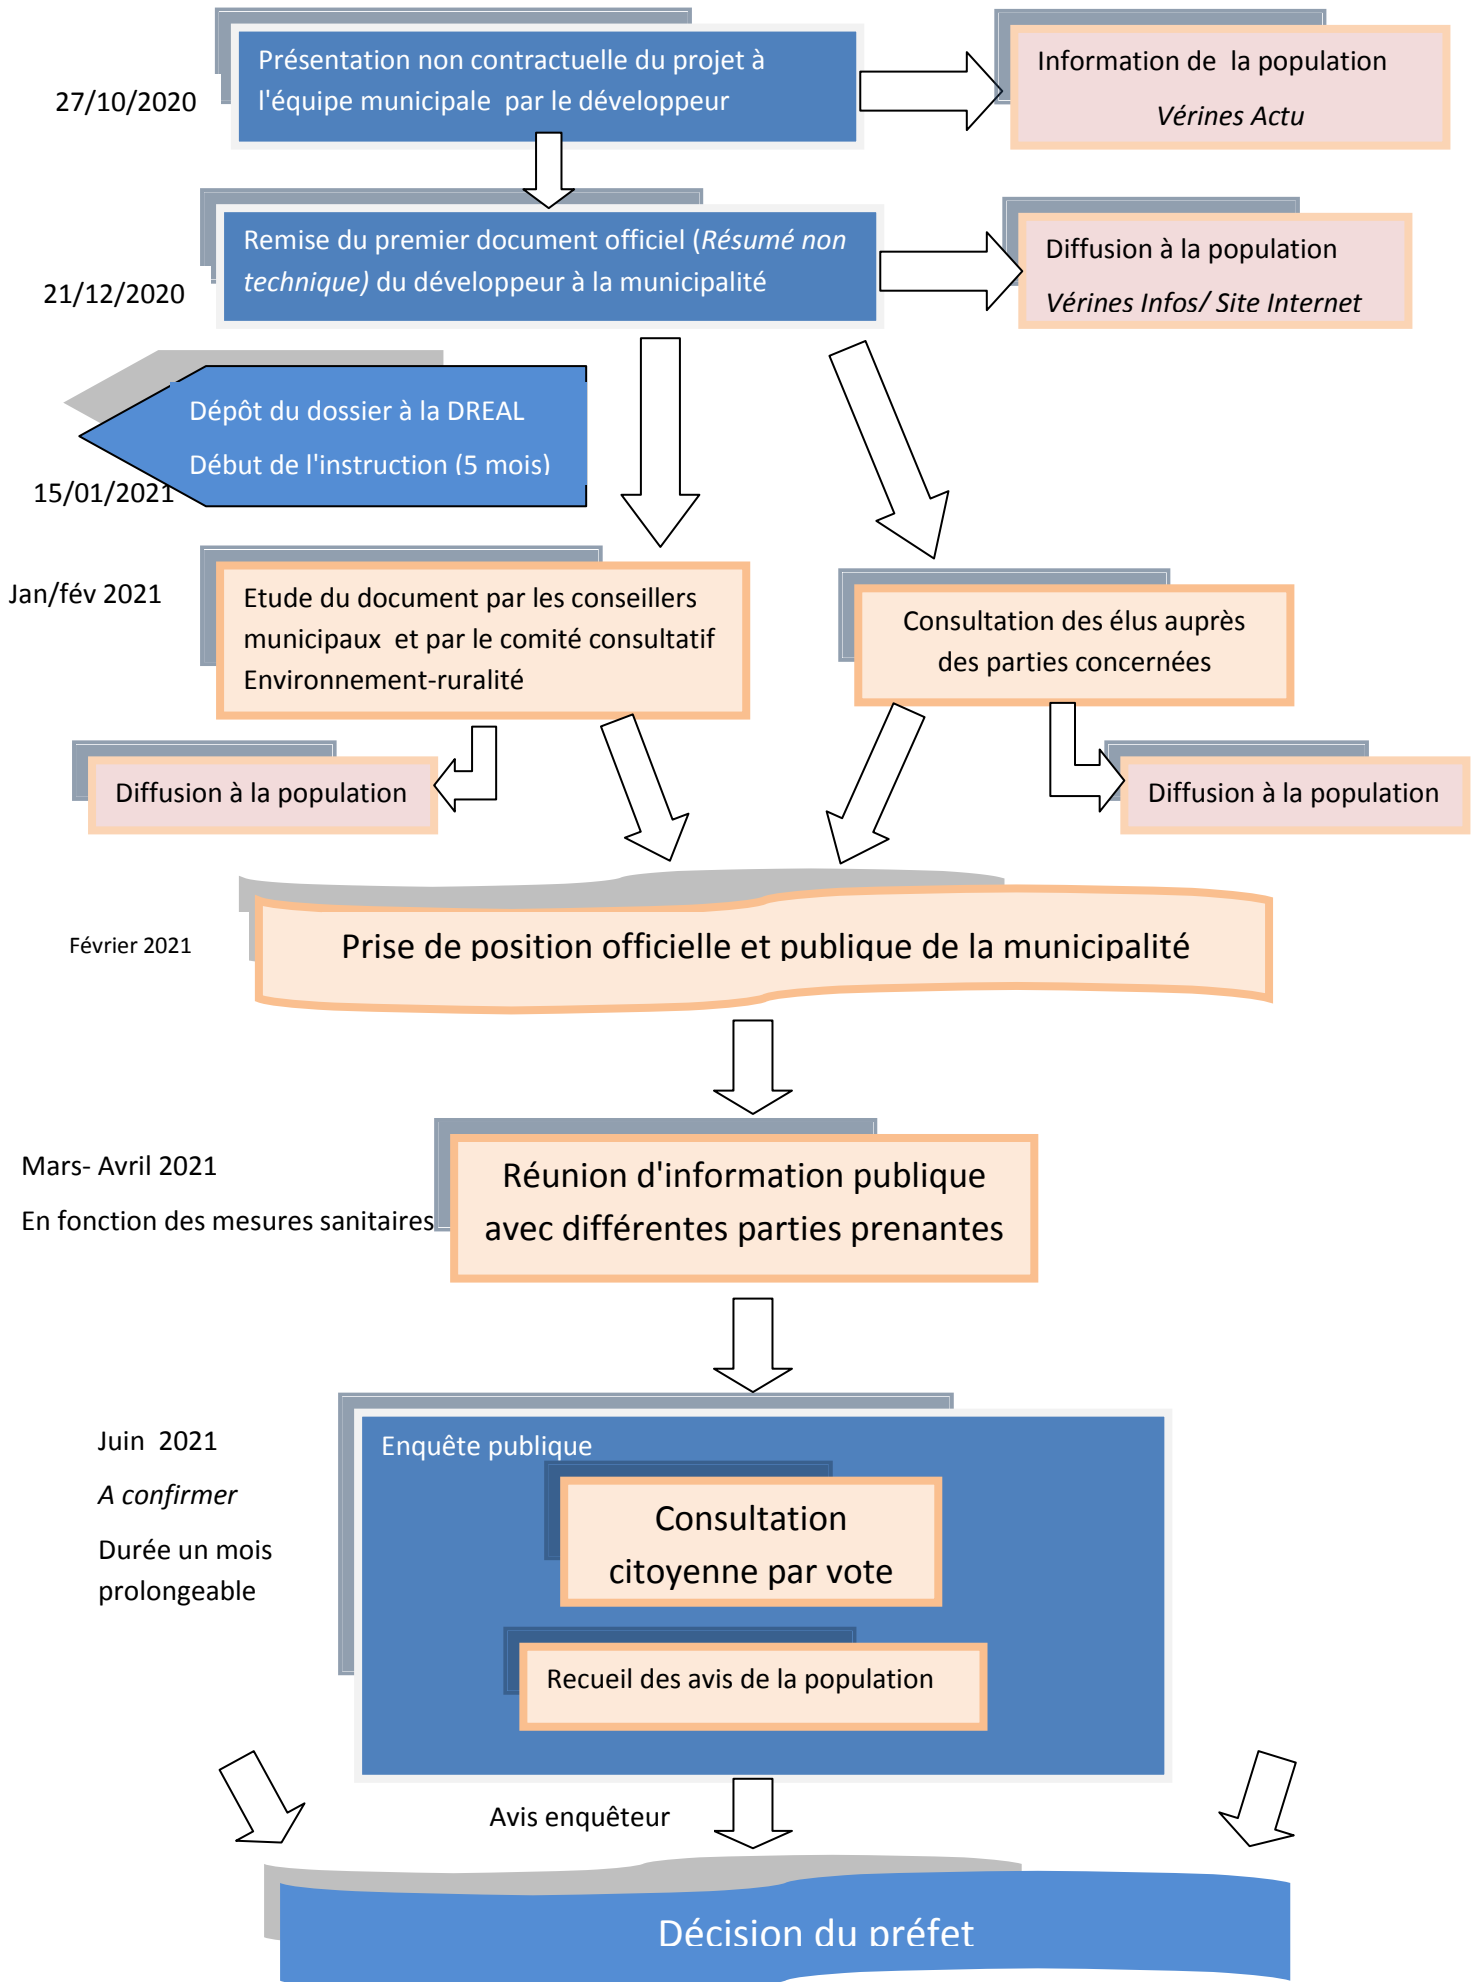 Présentation non contractuelle du projet à
l'équipe municipale  par le développeur
Information de  la population
Vérines Actu
27/10/2020
Remise du premier document officiel (Résumé non
technique) du développeur à la municipalité
Diffusion à la population
Vérines Infos/ Site Internet
21/12/2020
Dépôt du dossier à la DREAL
Début de l'instruction (5 mois)
15/01/2021
Jan/fév 2021
Etude du document par les conseillers
municipaux  et par le comité consultatif
Environnement-ruralité
Consultation des élus auprès
des parties concernées
Diffusion à la population
Diffusion à la population
Février 2021
Prise de position officielle et publique de la municipalité
Mars- Avril 2021
En fonction des mesures sanitaires
Réunion d'information publique
avec différentes parties prenantes
Juin  2021
A confirmer
Durée un mois
prolongeable
Enquête publique
Consultation
citoyenne par vote
Recueil des avis de la population
Avis enquêteur
Décision du préfet